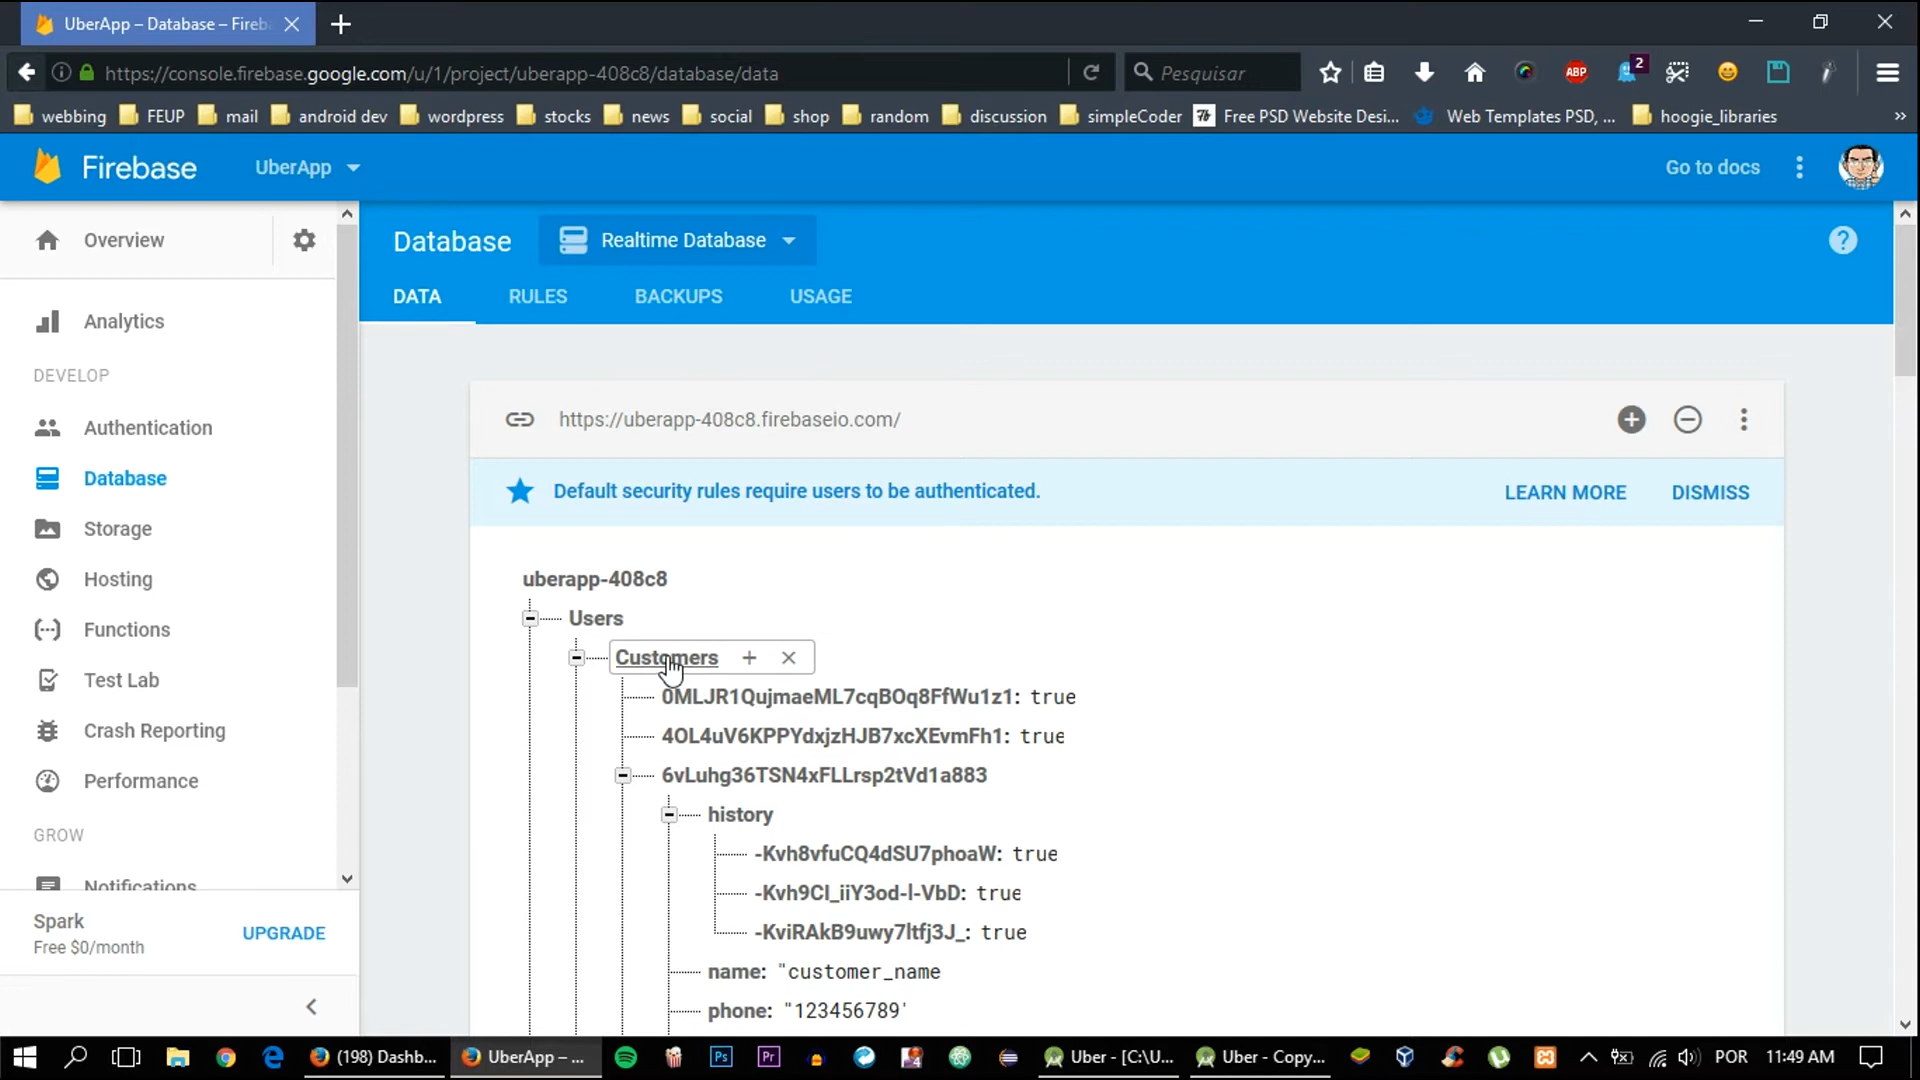 UberApp – Database – Fireb
https://console.firebase.google.com/u/1/project/uberapp-408c8/database/data
Pesquisar
ABP
2
webbing FEUP mail android dev wordpress stocks news social shop random discussion simpleCoder Free PSD Website Desi... Web Templates PSD, ... hoogie_libraries »
Firebase UberApp Go to docs
Overview
Database Realtime Database
DATA RULES BACKUPS USAGE
Analytics
DEVELOP
Authentication
Database
Storage
Hosting
Functions
Test Lab
Crash Reporting
Performance
GROW
Notifications
Spark
Free $0/month
UPGRADE
https://uberapp-408c8.firebaseio.com/
Default security rules require users to be authenticated. LEARN MORE DISMISS
uberapp-408c8
Users
Customers
0MLJR1QujmaeML7cqBOq8FfWu1z1: true
4OL4uV6KPPYdxjzHJB7xcXEvmFh1: true
6vLuhg36TSN4xFLLrsp2tVd1a883
history
-Kvh8vfuCQ4dSU7phoaW: true
-Kvh9Cl_iiY3od-l-VbD: true
-KviRAkB9uwy7ltfj3J_: true
name: "customer_name
phone: "123456789'
(198) Dashb... UberApp – ... Ps Pr Uber - [C:\U... Uber - Copy... POR 11:49 AM